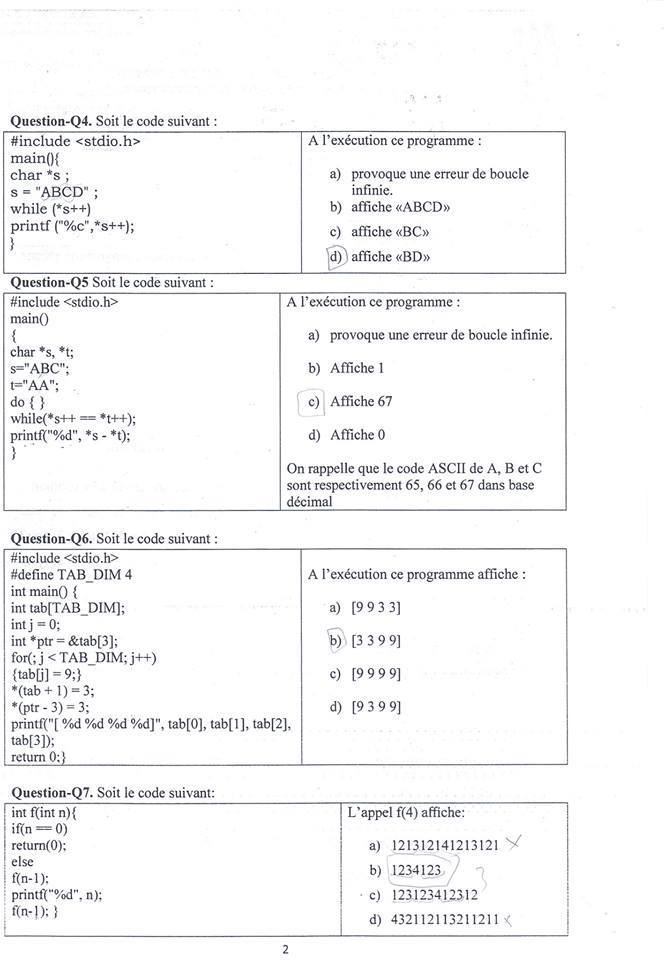 Question-Q4. Soit le code suivant :
#include <stdio.h>
main(){
char *s ;
s = "ABCD" ;
while (*s++)
printf ("%c",*s++);
}
A l'exécution ce programme :
a) provoque une erreur de boucle
infinie.
b) affiche «ABCD»
c) affiche «BC»
d) affiche «BD»
Question-Q5 Soit le code suivant :
#include <stdio.h>
main()
{
char *s, *t;
s="ABC";
t="AA";
do { }
while(*s++ == *t++);
printf("%d", *s - *t);
}
A l'exécution ce programme :
a) provoque une erreur de boucle infinie.
b) Affiche 1
c) Affiche 67
d) Affiche 0
On rappelle que le code ASCII de A, B et C
sont respectivement 65, 66 et 67 dans base
décimal
Question-Q6. Soit le code suivant :
#include <stdio.h>
#define TAB_DIM 4
int main() {
int tab[TAB_DIM];
int j = 0;
int *ptr = &tab[3];
for(; j < TAB_DIM; j++)
{tab[j] = 9;}
*(tab + 1) = 3;
*(ptr - 3) = 3;
printf("[ %d %d %d %d]", tab[0], tab[1], tab[2],
tab[3]);
return 0;}
A l'exécution ce programme affiche :
a) [9 9 3 3]
b) [3 3 9 9]
c) [9 9 9 9]
d) [9 3 9 9]
Question-Q7. Soit le code suivant:
int f(int n){
if(n == 0)
return(0);
else
f(n-1);
printf("%d", n);
f(n-1); }
L'appel f(4) affiche:
a) 121312141213121
b) 1234123
c) 123123412312
d) 432112113211211
2